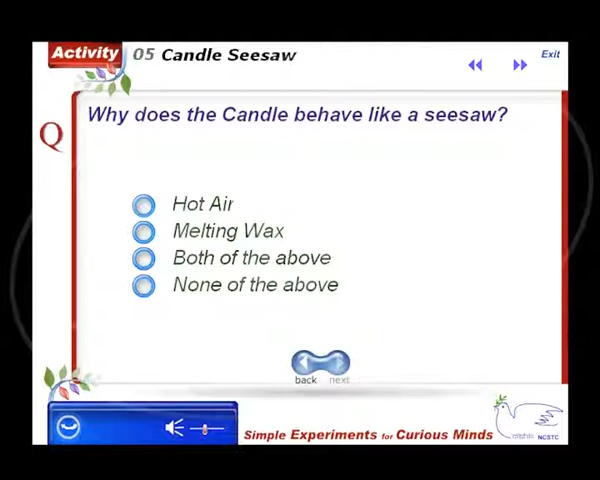 Activity 05 Candle Seesaw Exit
Why does the Candle behave like a seesaw?
Q
Hot Air
Melting Wax
Both of the above
None of the above
back next
Simple Experiments for Curious Minds
NCSTC